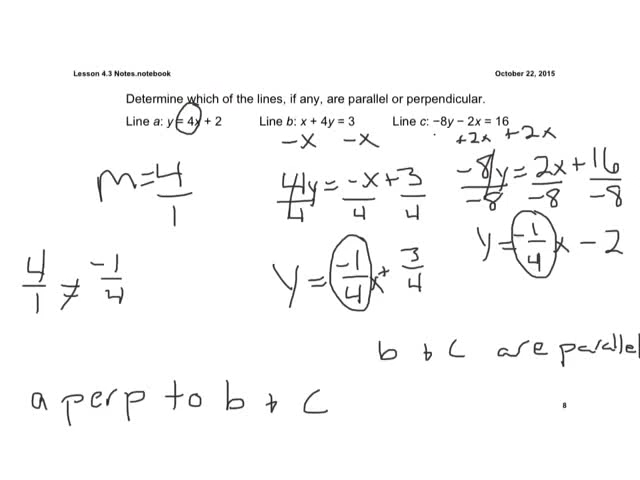 Lesson 4.3 Notes.notebook
October 22, 2015
Determine which of the lines, if any, are parallel or perpendicular.
Line a: y = 4x + 2 Line b: x + 4y = 3 Line c: −8y − 2x = 16
−x −x +2x +2x
m = 4/1
4y/4 = −x/4 + 3/4
−8y/−8 = 2x/−8 + 16/−8
y = −1/4 x + 3/4
y = −1/4 x − 2
4/1 ≠ −1/4
b + c are parallel
a perp to b + c
8